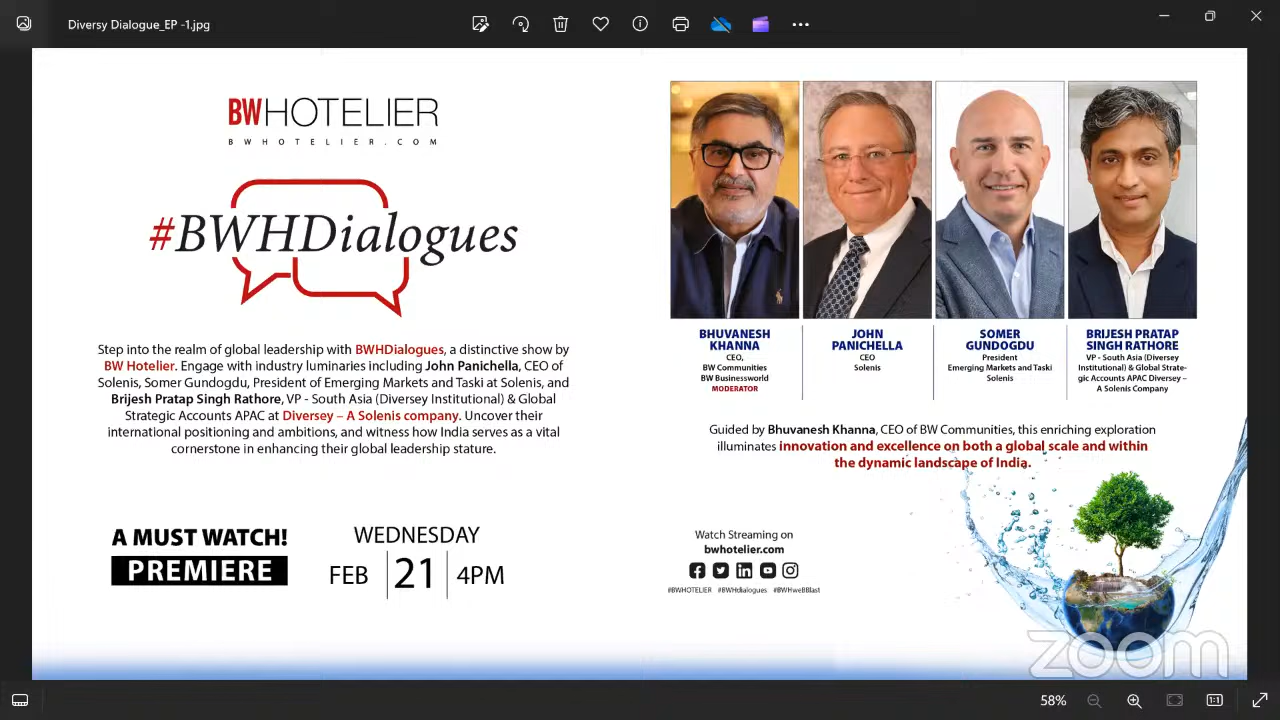 Diversy Dialogue_EP -1.jpg
BWHOTELIER
BWHOTELIER.COM
#BWHDialogues
Step into the realm of global leadership with BWHDialogues, a distinctive show by
BW Hotelier. Engage with industry luminaries including John Panichella, CEO of
Solenis, Somer Gundogdu, President of Emerging Markets and Taski at Solenis, and
Brijesh Pratap Singh Rathore, VP - South Asia (Diversey Institutional) & Global
Strategic Accounts APAC at Diversey – A Solenis company. Uncover their
international positioning and ambitions, and witness how India serves as a vital
cornerstone in enhancing their global leadership stature.
A MUST WATCH!
PREMIERE
WEDNESDAY
FEB 21 4PM
BHUVANESH
KHANNA
CEO,
BW Communities
BW Businessworld
MODERATOR
JOHN
PANICHELLA
CEO
Solenis
SOMER
GUNDOGDU
President
Emerging Markets and Taski
Solenis
BRIJESH PRATAP
SINGH RATHORE
VP - South Asia (Diversey
Institutional) & Global Strate-
gic Accounts APAC Diversey –
A Solenis Company
Guided by Bhuvanesh Khanna, CEO of BW Communities, this enriching exploration
illuminates innovation and excellence on both a global scale and within
the dynamic landscape of India.
Watch Streaming on
bwhotelier.com
#BWHOTELIER #BWHdialogues #BWHweBBlast
zoom
58%
1:1